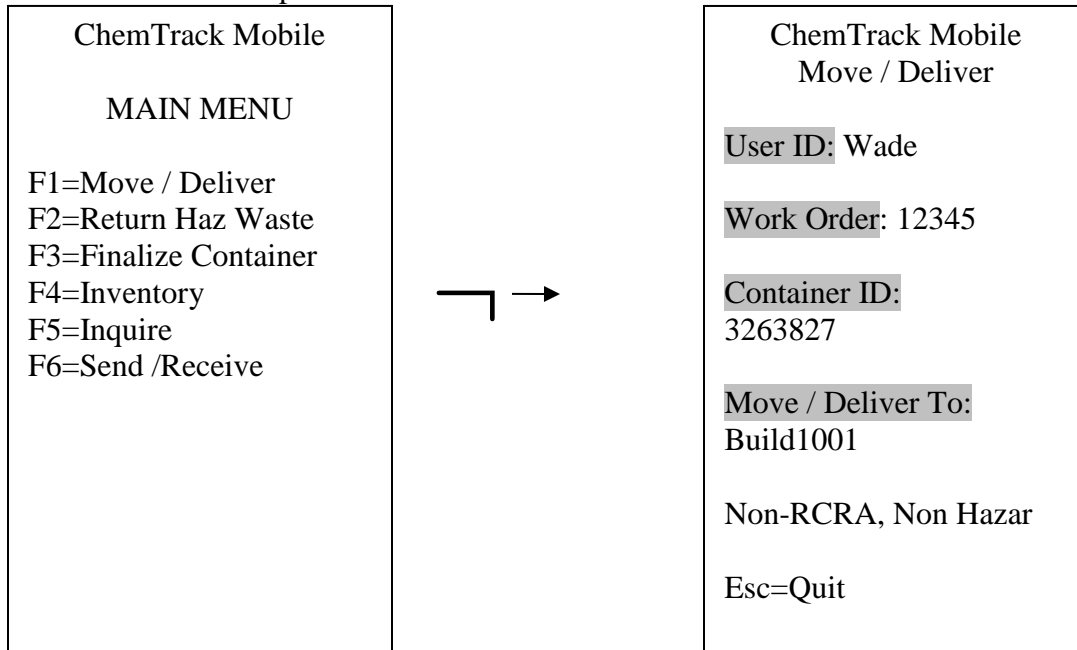 ChemTrack Mobile
MAIN MENU
F1=Move / Deliver
F2=Return Haz Waste
F3=Finalize Container
F4=Inventory
F5=Inquire
F6=Send /Receive
ChemTrack Mobile
Move / Deliver
User ID: Wade
Work Order: 12345
Container ID:
3263827
Move / Deliver To:
Build1001
Non-RCRA, Non Hazar
Esc=Quit